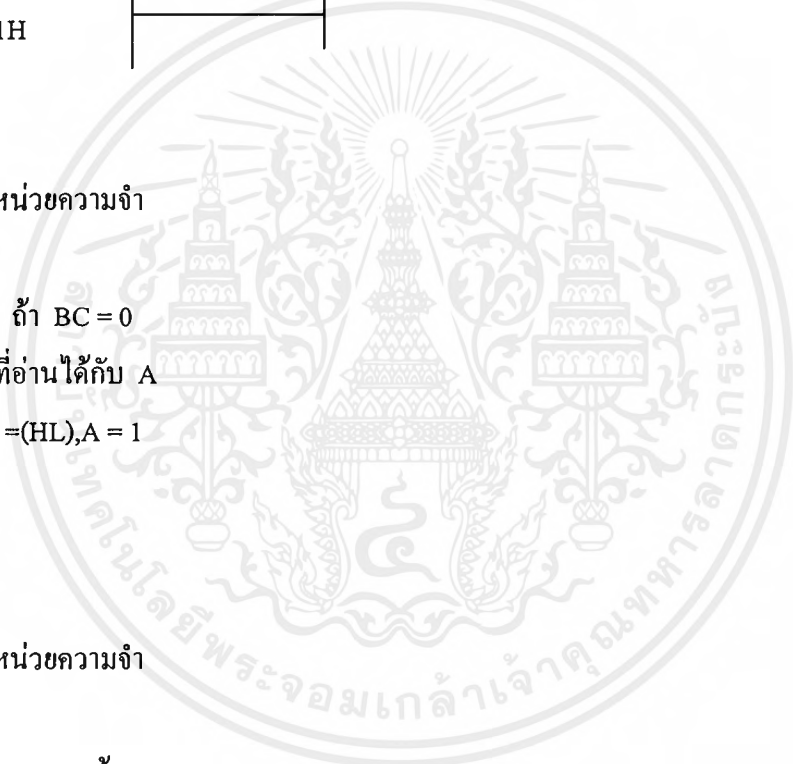 หน่วยความจำ
ถ้า BC = 0
ที่อ่านได้กับ A
=(HL),A = 1
หน่วยความจำ